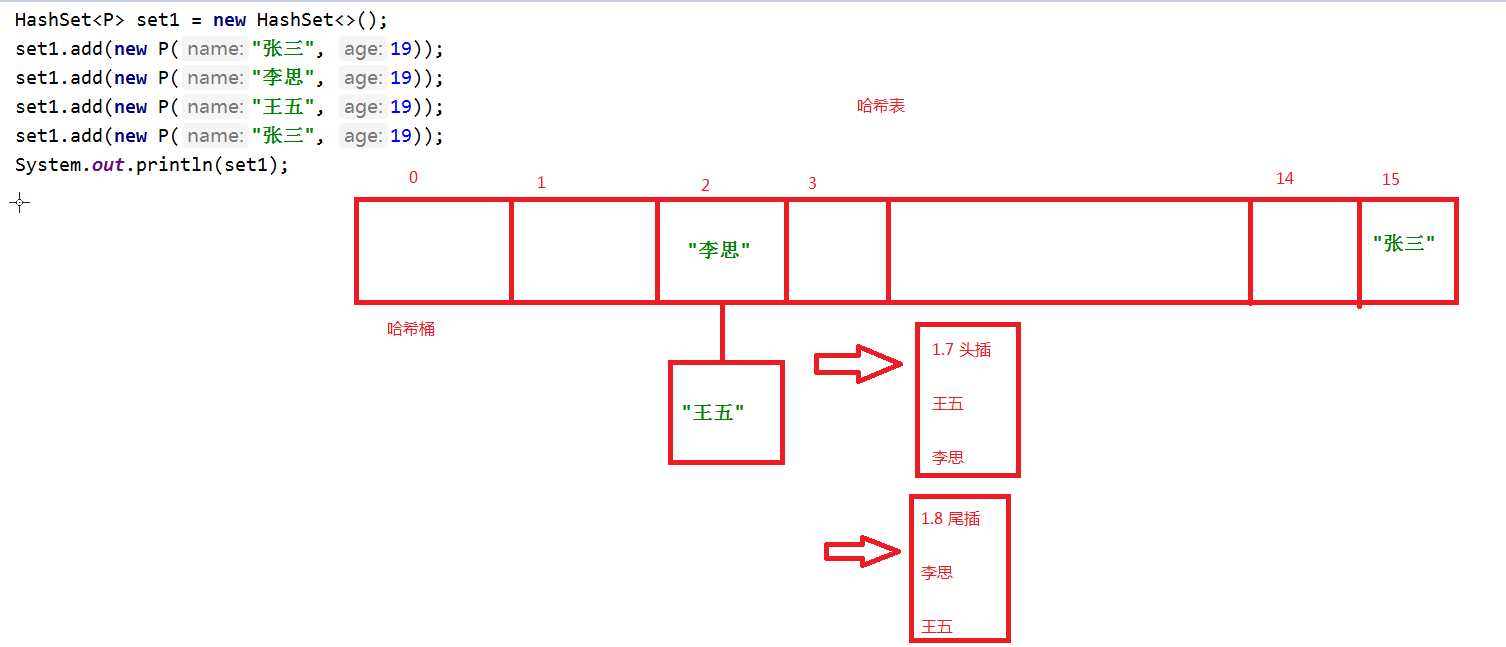 HashSet<P> set1 = new HashSet<>();
set1.add(new P( name: "张三", age: 19));
set1.add(new P( name: "李思", age: 19));
set1.add(new P( name: "王五", age: 19));
set1.add(new P( name: "张三", age: 19));
System.out.println(set1);
哈希表
0 1 2 3 14 15
"李思" "张三"
哈希桶
"王五"
1.7 头插
王五
李思
1.8 尾插
李思
王五